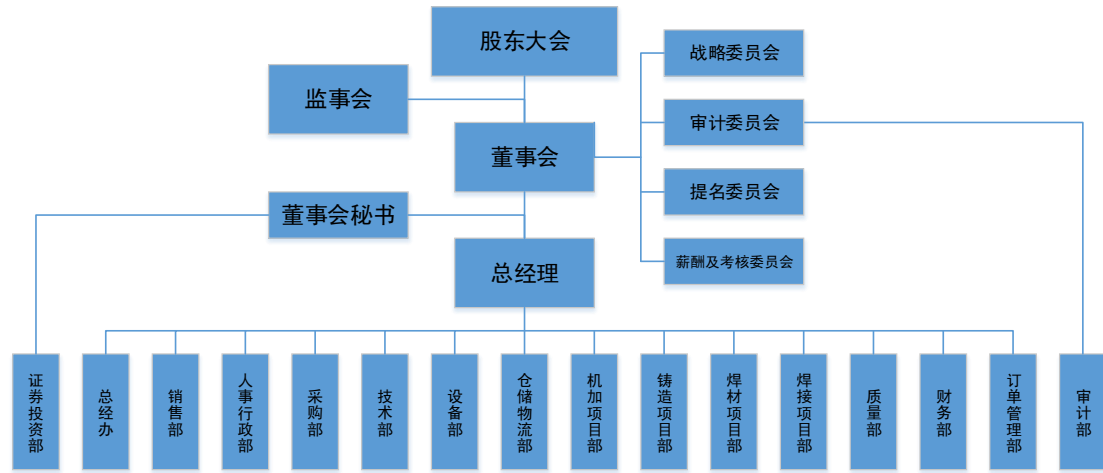 股东大会
战略委员会
监事会
审计委员会
董事会
提名委员会
董事会秘书
总经理
薪酬及考核委员会
证券投资部
总经办
销售部
人事行政部
采购部
技术部
设备部
仓储物流部
机加项目部
铸造项目部
焊材项目部
焊接项目部
质量部
财务部
订单管理部
审计部